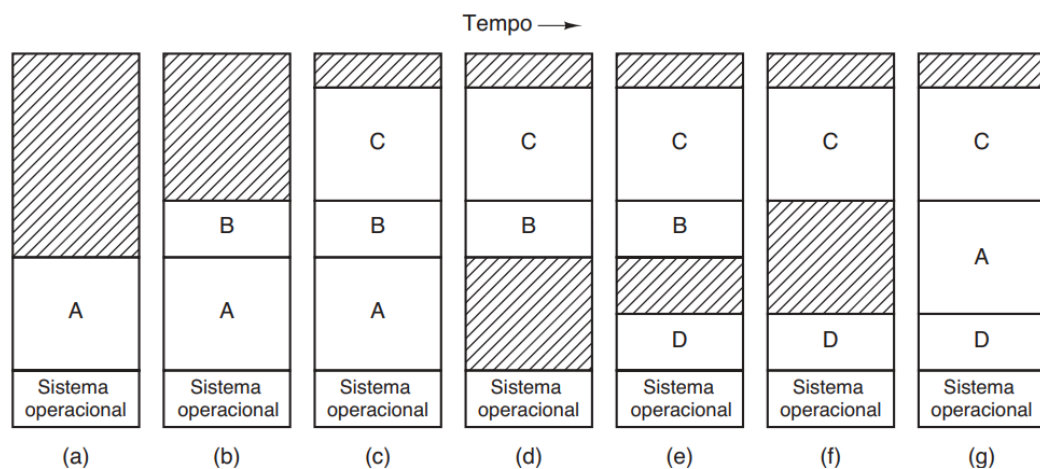 Tempo
C C C C C
B B B B A
A A A D D D
Sistema operacional Sistema operacional Sistema operacional Sistema operacional Sistema operacional Sistema operacional Sistema operacional
(a) (b) (c) (d) (e) (f) (g)